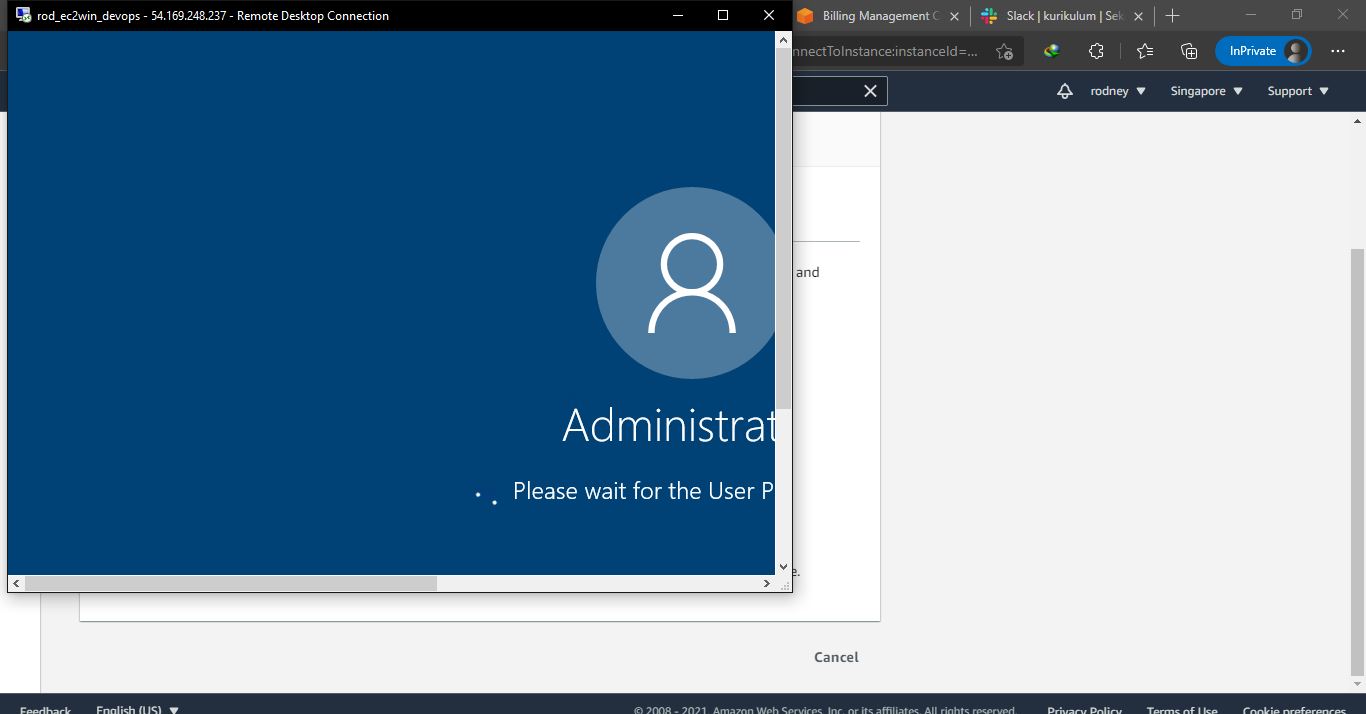 rod_ec2win_devops - 54.169.248.237 - Remote Desktop Connection
Billing Management C
Slack | kurikulum | Sek
nnectToInstance:instanceId=...
InPrivate
rodney
Singapore
Support
and
Administrat
Please wait for the User P
e.
Cancel
Feedback
English (US)
© 2008 - 2021, Amazon Web Services, Inc. or its affiliates. All rights reserved.
Privacy Policy
Terms of Use
Cookie preferences